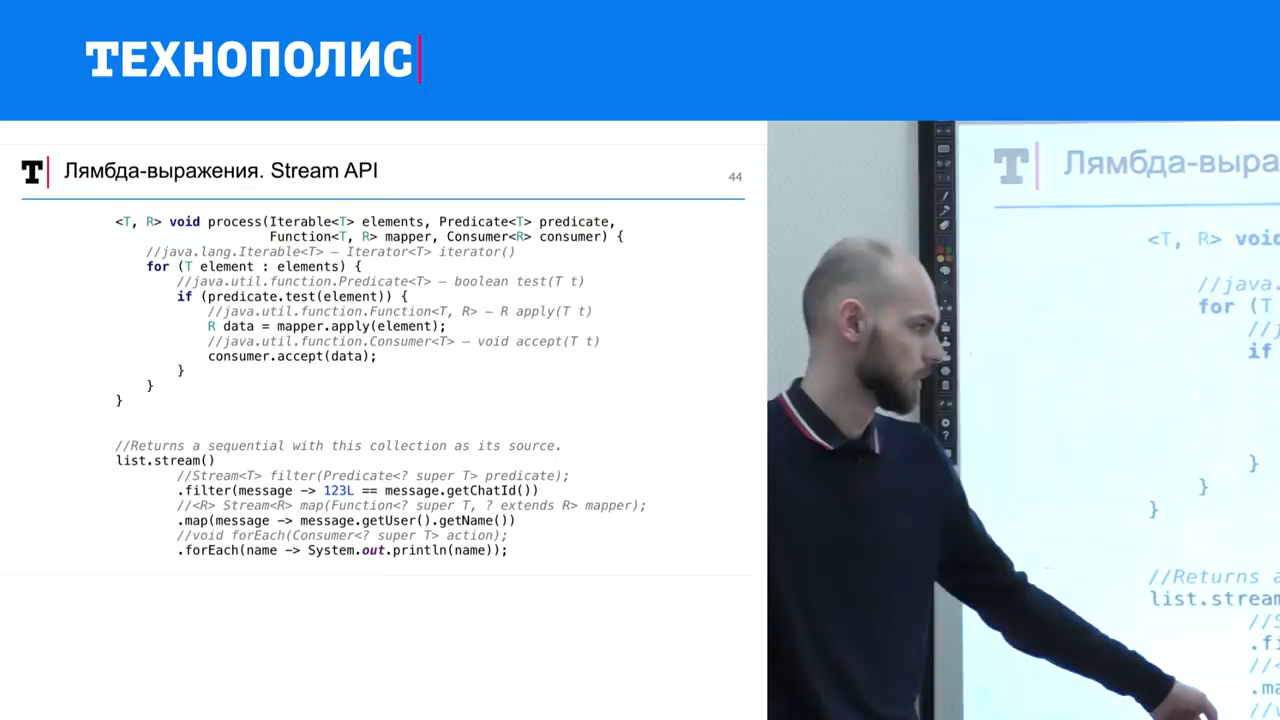 ТЕХНОПОЛИС
T Лямбда-выражения. Stream API
44
<T, R> void process(Iterable<T> elements, Predicate<T> predicate,
Function<T, R> mapper, Consumer<R> consumer) {
//java.lang.Iterable<T> – Iterator<T> iterator()
for (T element : elements) {
//java.util.function.Predicate<T> – boolean test(T t)
if (predicate.test(element)) {
//java.util.function.Function<T, R> – R apply(T t)
R data = mapper.apply(element);
//java.util.function.Consumer<T> – void accept(T t)
consumer.accept(data);
}
}
}
//Returns a sequential with this collection as its source.
list.stream()
//Stream<T> filter(Predicate<? super T> predicate);
.filter(message -> 123L == message.getChatId())
//<R> Stream<R> map(Function<? super T, ? extends R> mapper);
.map(message -> message.getUser().getName())
//void forEach(Consumer<? super T> action);
.forEach(name -> System.out.println(name));
T Лямбда-выра
<T, R> void
//java.
for (T
//j
if
}
}
}
//Returns a
list.stream
//S
.fi
//<
.ma
//v